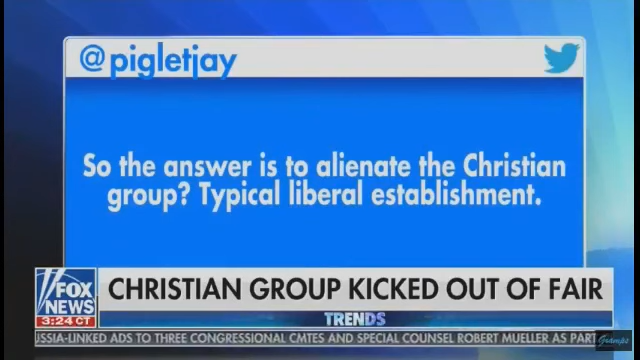 @pigletjay
So the answer is to alienate the Christian
group? Typical liberal establishment.
FOX
NEWS
3:24 CT
CHRISTIAN GROUP KICKED OUT OF FAIR
TRENDS
USSIA-LINKED ADS TO THREE CONGRESSIONAL CMTES AND SPECIAL COUNSEL ROBERT MUELLER AS PART